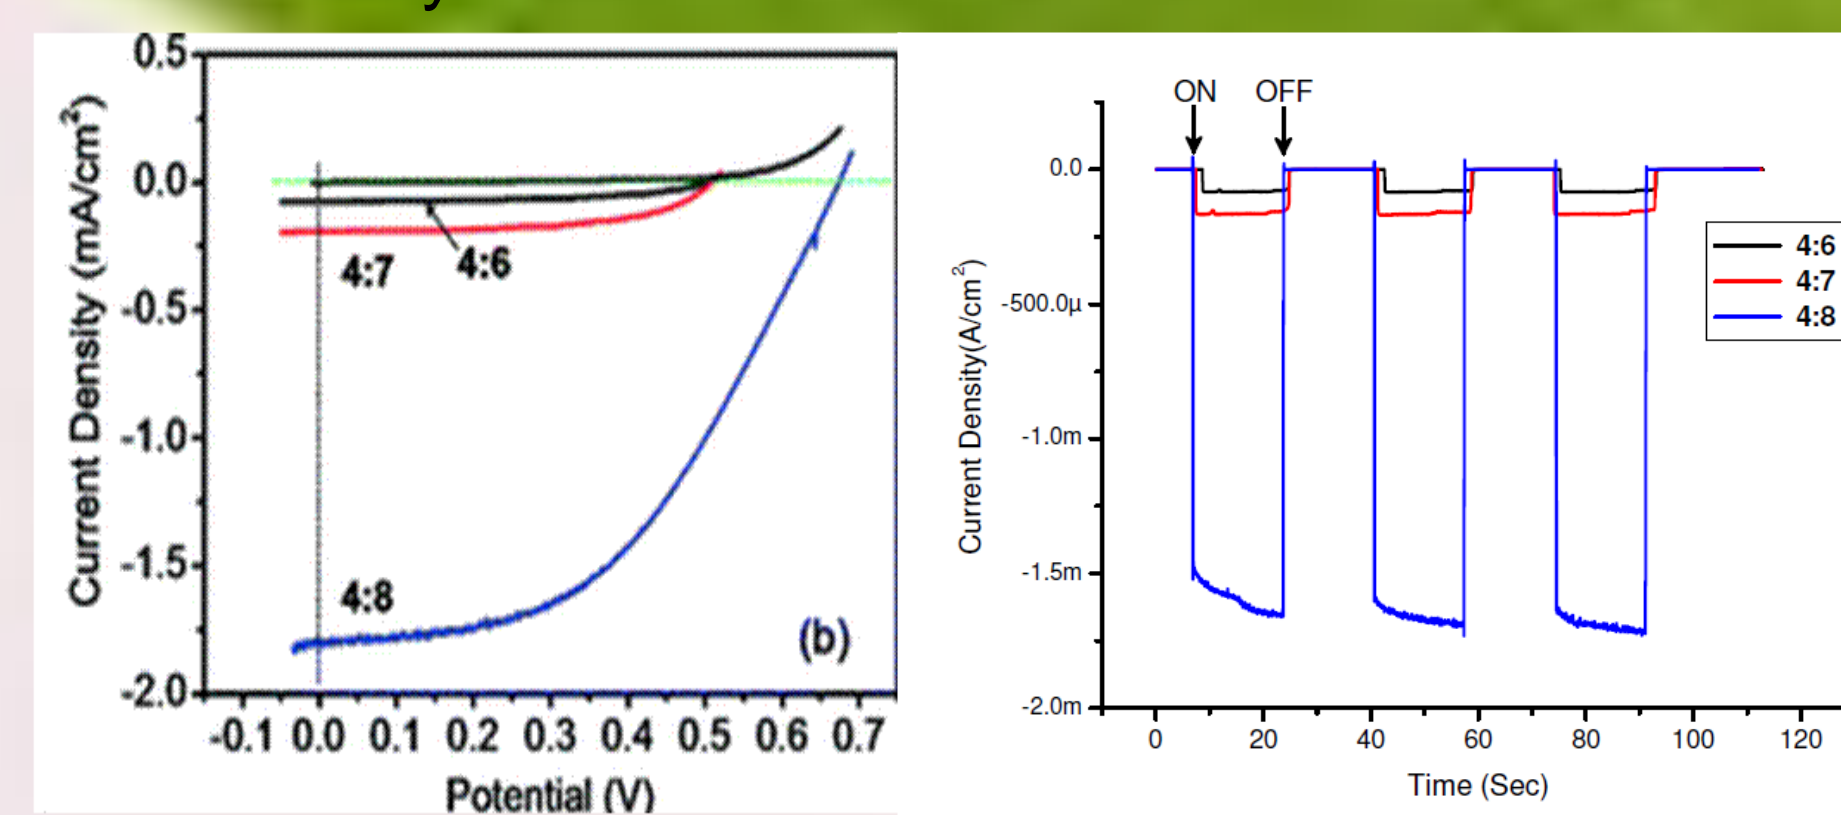 0.5
0.0
-0.5
-1.0
-1.5
-2.0
Current Density (mA/cm²)
4:7
4:6
4:8
(b)
-0.1 0.0 0.1 0.2 0.3 0.4 0.5 0.6 0.7
Potential (V)
ON OFF
0.0
-500.0µ
-1.0m
-1.5m
-2.0m
Current Density(A/cm²)
4:6
4:7
4:8
0 20 40 60 80 100 120
Time (Sec)